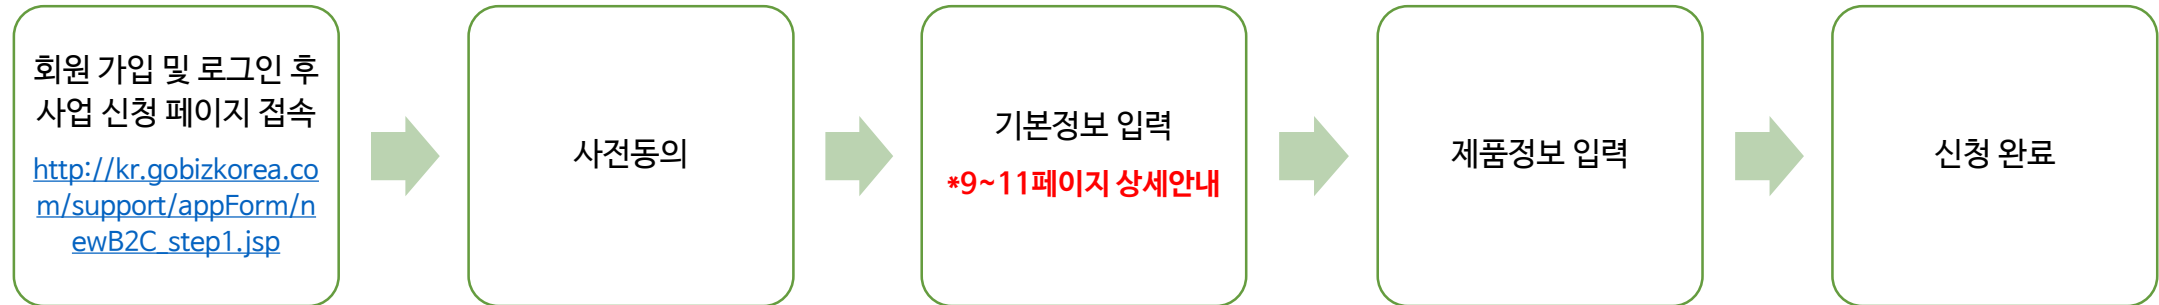 회원 가입 및 로그인 후
사업 신청 페이지 접속
http://kr.gobizkorea.co
m/support/appForm/n
ewB2C_step1.jsp
사전동의
기본정보 입력
*9~11페이지 상세안내
제품정보 입력
신청 완료